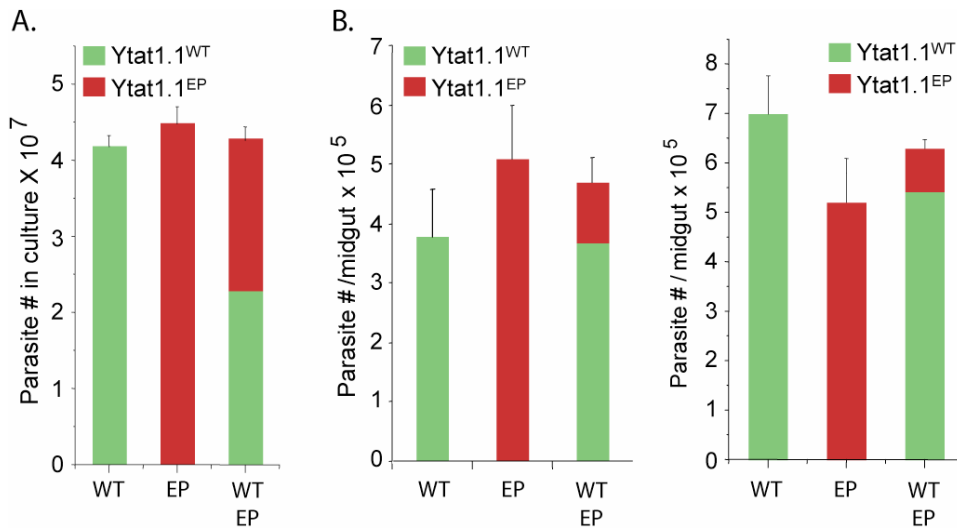 A.
Ytat1.1WT
Ytat1.1EP
Parasite # in culture X 10 7
5
4
3
2
1
0
WT
EP
WT
EP
B.
Ytat1.1WT
Ytat1.1EP
Parasite # /midgut x 10 5
7
6
5
4
3
2
1
0
WT
EP
WT
EP
Ytat1.1WT
Ytat1.1EP
Parasite # / midgut x 10 5
8
7
6
5
6
3
2
1
0
WT
EP
WT
EP